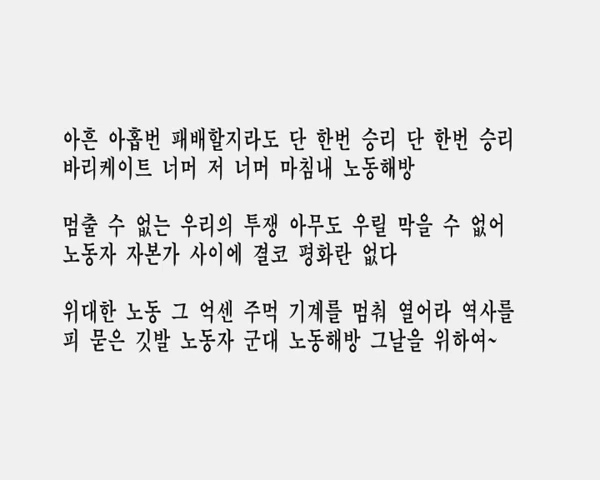 아흔 아홉번 패배할지라도 단 한번 승리 단 한번 승리
바리케이트 너머 저 너머 마침내 노동해방
멈출 수 없는 우리의 투쟁 아무도 우릴 막을 수 없어
노동자 자본가 사이에 결코 평화란 없다
위대한 노동 그 억센 주먹 기계를 멈춰 열어라 역사를
피 묻은 깃발 노동자 군대 노동해방 그날을 위하여~